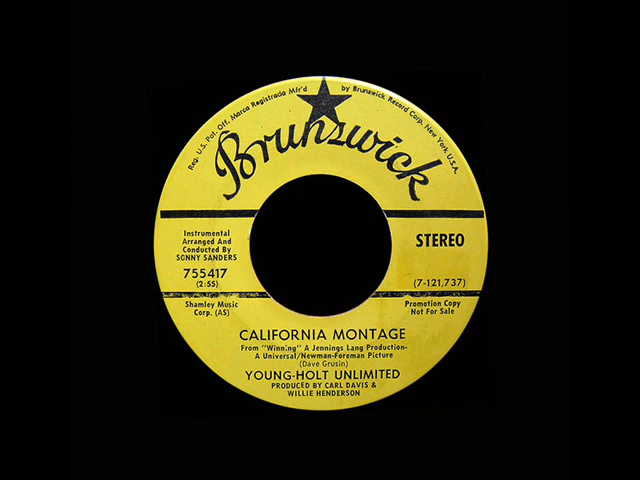 Reg. U.S. Pat. Off. Marca Registrada Mfr'd by Brunswick Record Corp. New York, U.S.A.
Brunswick
Instrumental
Arranged And
Conducted By
SONNY SANDERS
755417
(2:55)
STEREO
(7-121,737)
Shamley Music
Corp. (AS)
Promotion Copy
Not For Sale
CALIFORNIA MONTAGE
From "Winning" A Jennings Lang Production-
A Universal/Newman-Foreman Picture
(Dave Grusin)
YOUNG-HOLT UNLIMITED
PRODUCED BY CARL DAVIS &
WILLIE HENDERSON